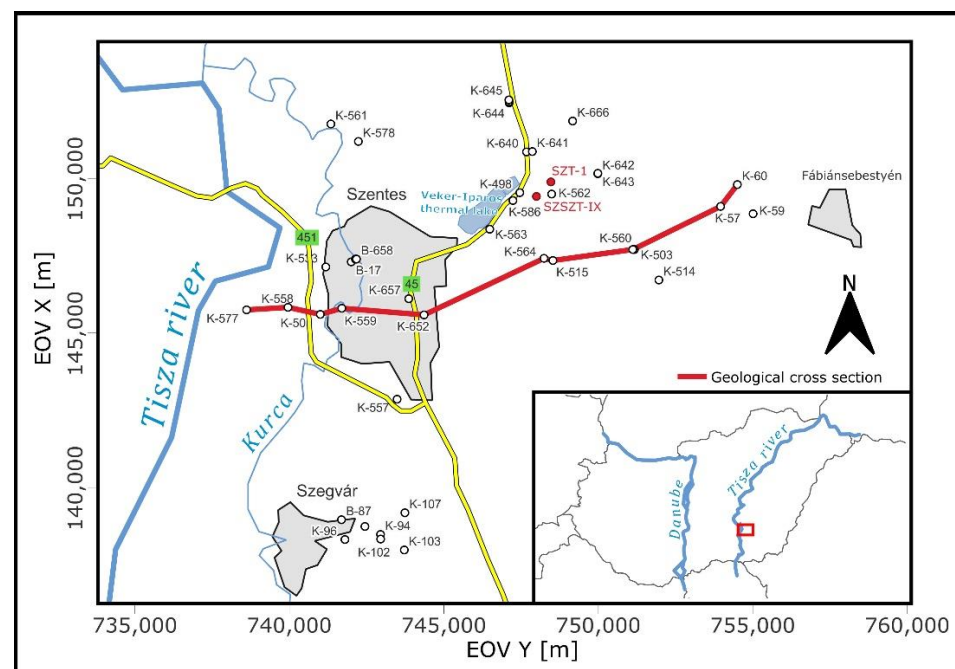 K-645
K-644
K-666
K-561
K-578
K-640
K-641
K-642
K-643
SZT-1
K-60
K-498
K-562
Szentes
Veker-Iparos
thermal lake
SZSZT-IX
Fábiánsebestyén
K-586
K-57
K-59
K-563
451
K-533
B-658
B-17
K-564
K-560
K-503
K-515
K-514
45
K-657
Tisza river
K-558
K-577
K-50
K-559
K-652
N
Geological cross section
K-557
Kurca
Szegvár
B-87
K-107
K-96
K-94
K-102
K-103
Danube
Tisza river
150,000
145,000
140,000
EOV X [m]
735,000
740,000
745,000
750,000
755,000
760,000
EOV Y [m]